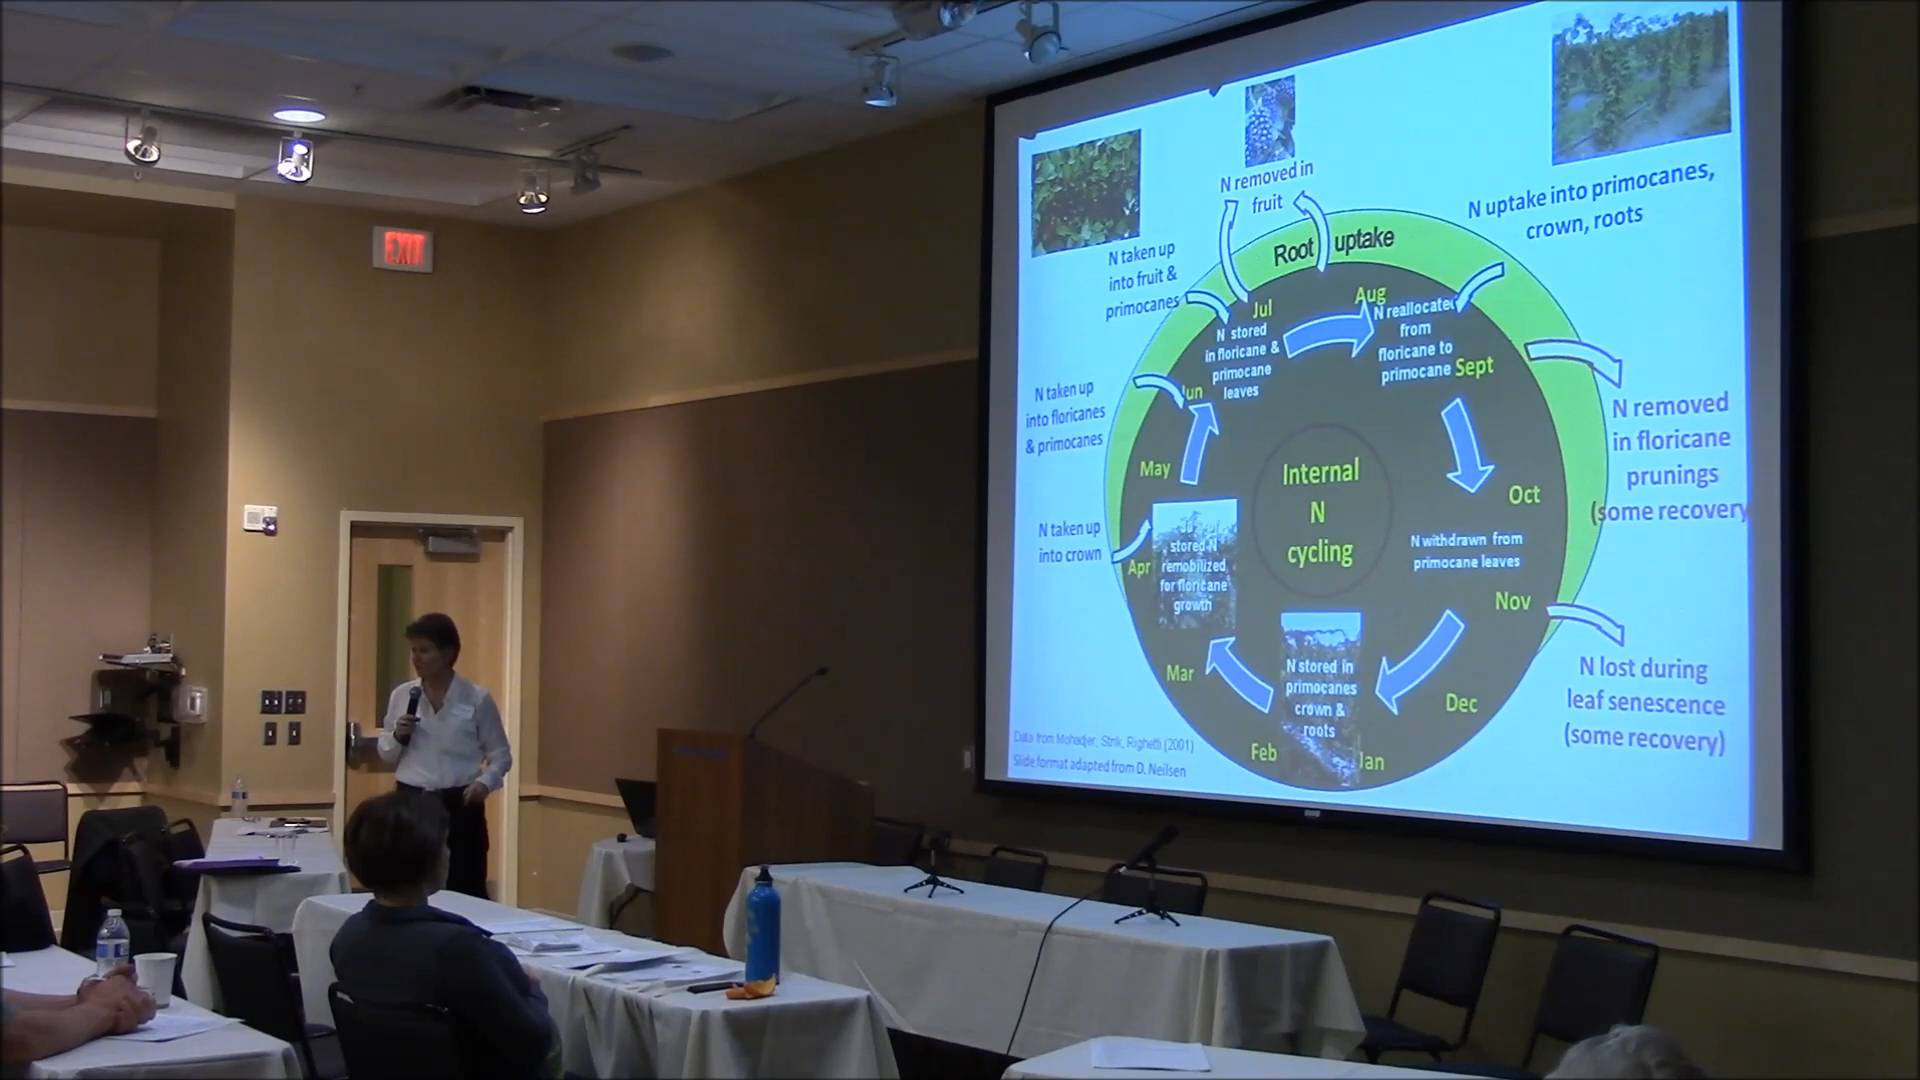 EXIT
N removed in
fruit
N uptake into primocanes,
crown, roots
N taken up
into fruit &
primocanes
Root uptake
Jul
N stored
in floricane &
primocane
leaves
Aug
N reallocated
from
floricane to
primocane
Sept
N taken up
into floricanes
& primocanes
Jun
N removed
in floricane
prunings
(some recovery
May
Internal
N
cycling
Oct
N taken up
into crown
Apr
stored N
remobilized
for floricane
growth
N withdrawn from
primocane leaves
Nov
N lost during
leaf senescence
(some recovery)
Mar
N stored in
primocanes
crown &
roots
Dec
Feb
Jan
Data from Mohadjer, Strik, Righetti (2001)
Slide format adapted from D. Neilsen